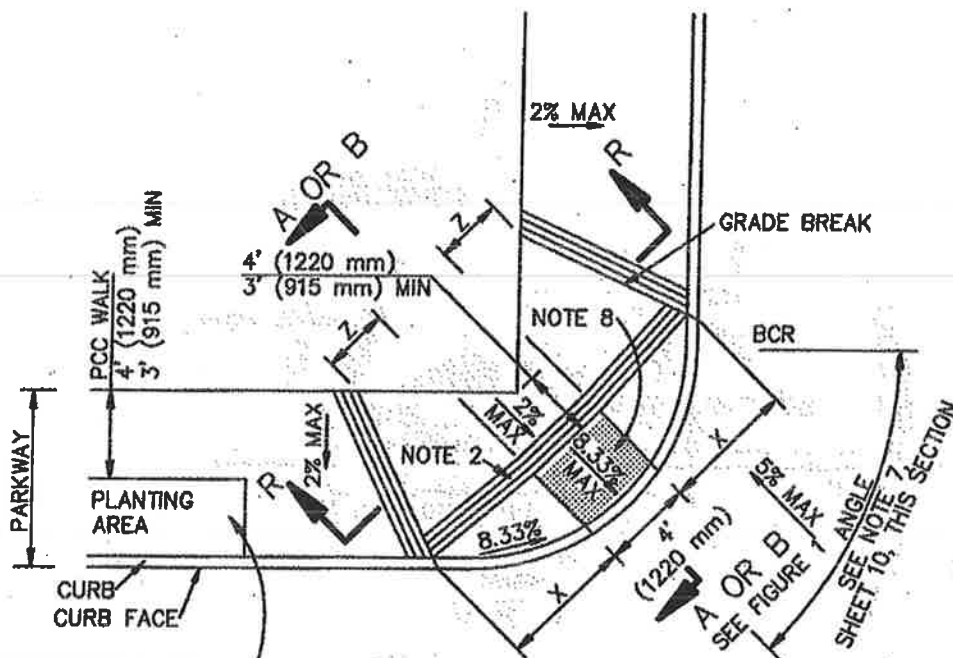 2% MAX
R
A OR B
Z
GRADE BREAK
4' (1220 mm)
3' (915 mm) MIN
PCC WALK
4' (1220 mm)
3' (915 mm) MIN
Z
NOTE 8
BCR
2%
MAX
PARKWAY
2% MAX
NOTE 2
8.33%
MAX
X
R
PLANTING
AREA
5% MAX
ANGLE
SEE NOTE 7,
SHEET 10, THIS SECTION
8.33%
4'
(1220 mm)
X
A OR B
SEE FIGURE
CURB
CURB FACE